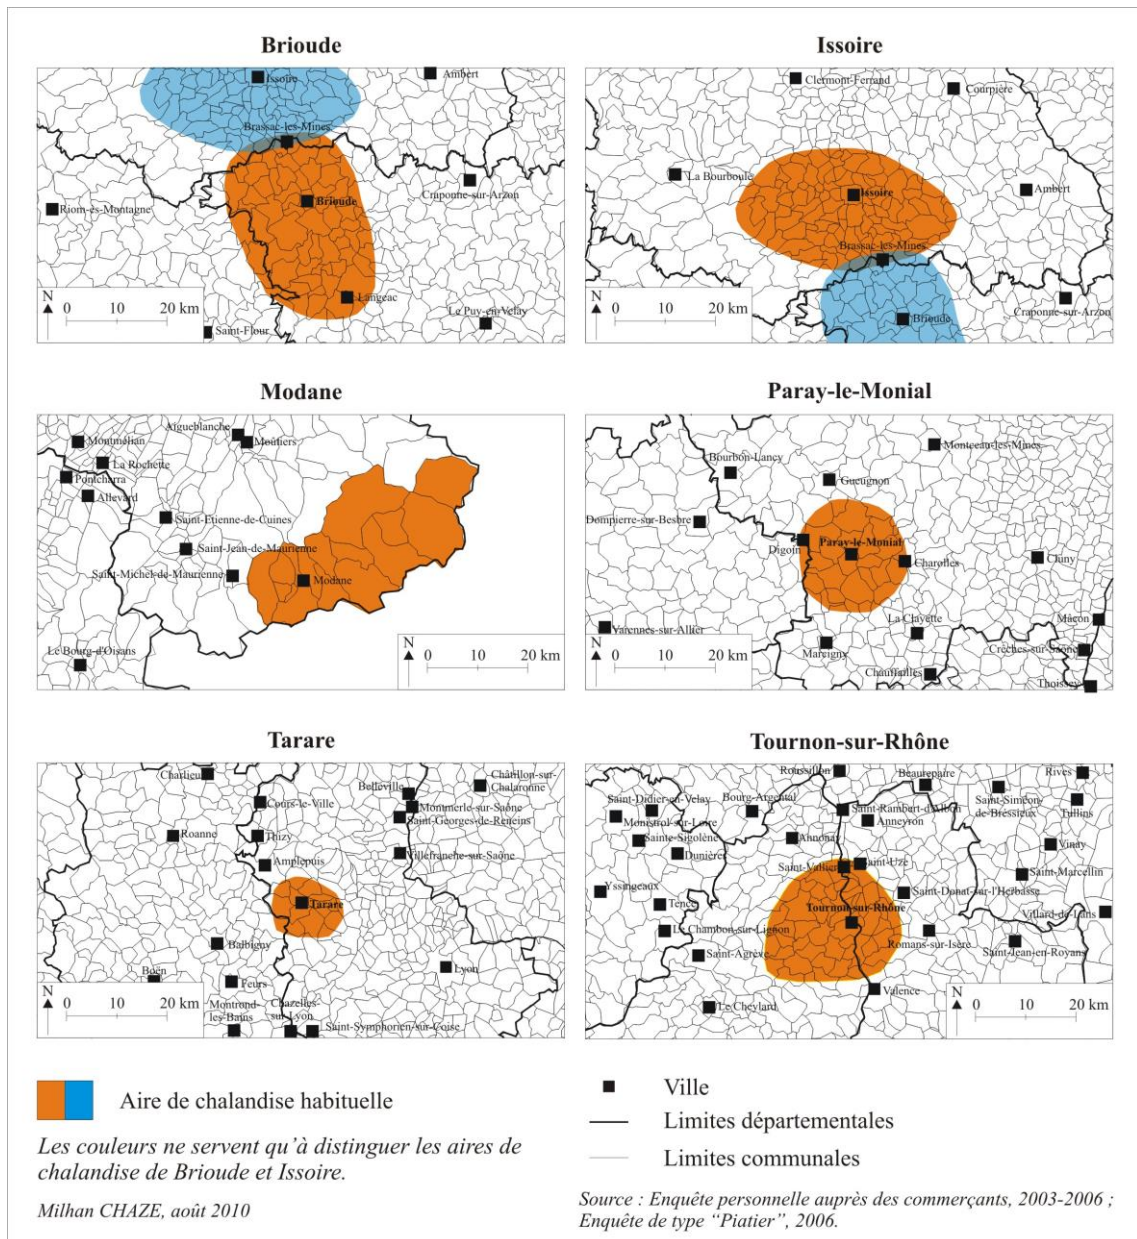 Brioude
Issoire
Ambert
Brassac-les-Mines
Riom-ès-Montagne
Brioude
Craponne-sur-Arzon
Langeac
Le Puy-en-Velay
Saint-Flour
N
0 10 20 km
Issoire
Clermont-Ferrand
Courpière
La Bourboule
Issoire
Ambert
Brassac-les-Mines
Brioude
Craponne-sur-Arzon
N
0 10 20 km
Modane
Aigueblanche
Moûtiers
Montmélian
La Rochette
Pontcharra
Allevard
Saint-Etienne-de-Cuines
Saint-Jean-de-Maurienne
Saint-Michel-de-Maurienne
Modane
Le Bourg-d'Oisans
N
0 10 20 km
Paray-le-Monial
Montceau-les-Mines
Bourbon-Lancy
Gueugnon
Dompierre-sur-Besbre
Digoin
Paray-le-Monial
Charolles
Cluny
Varennes-sur-Allier
La Clayette
Mâcon
Marcigny
Crêches-sur-Saône
Chauffailles
Thoissey
N
0 10 20 km
Tarare
Charlieu
Belleville
Châtillon-sur-
Chalaronne
Cours-le-Ville
Montmerle-sur-Saône
Saint-Georges-de-Reneins
Roanne
Thizy
Villefranche-sur-Saône
Amplepuis
Tarare
Balbigny
Boën
Feurs
Lyon
Montrond-
les-Bains
Chazelles-
sur-Lyon
Saint-Symphorien-sur-Coise
N
0 10 20 km
Tournon-sur-Rhône
Roussillon
Beaurepaire
Rives
Saint-Didier-en-Velay
Bourg-Argental
Saint-Rambert-d'Albon
Saint-Siméon-
de-Bressieux
Tullins
Monistrol-sur-Loire
Anneyron
Sainte-Sigolène
Annonay
Vinay
Dunières
Saint-Vallier
Saint-Uze
Saint-Marcellin
Yssingeaux
Tence
Saint-Donat-sur-l'Herbasse
Tournon-sur-Rhône
Villard-de-Lans
Le Chambon-sur-Lignon
Romans-sur-Isère
Saint-Jean-en-Royans
Saint-Agrève
Valence
Le Cheylard
N
0 10 20 km
Aire de chalandise habituelle
Les couleurs ne servent qu'à distinguer les aires de
chalandise de Brioude et Issoire.
Milhan CHAZE, août 2010
Ville
Limites départementales
Limites communales
Source : Enquête personnelle auprès des commerçants, 2003-2006 ;
Enquête de type “Piatier”, 2006.